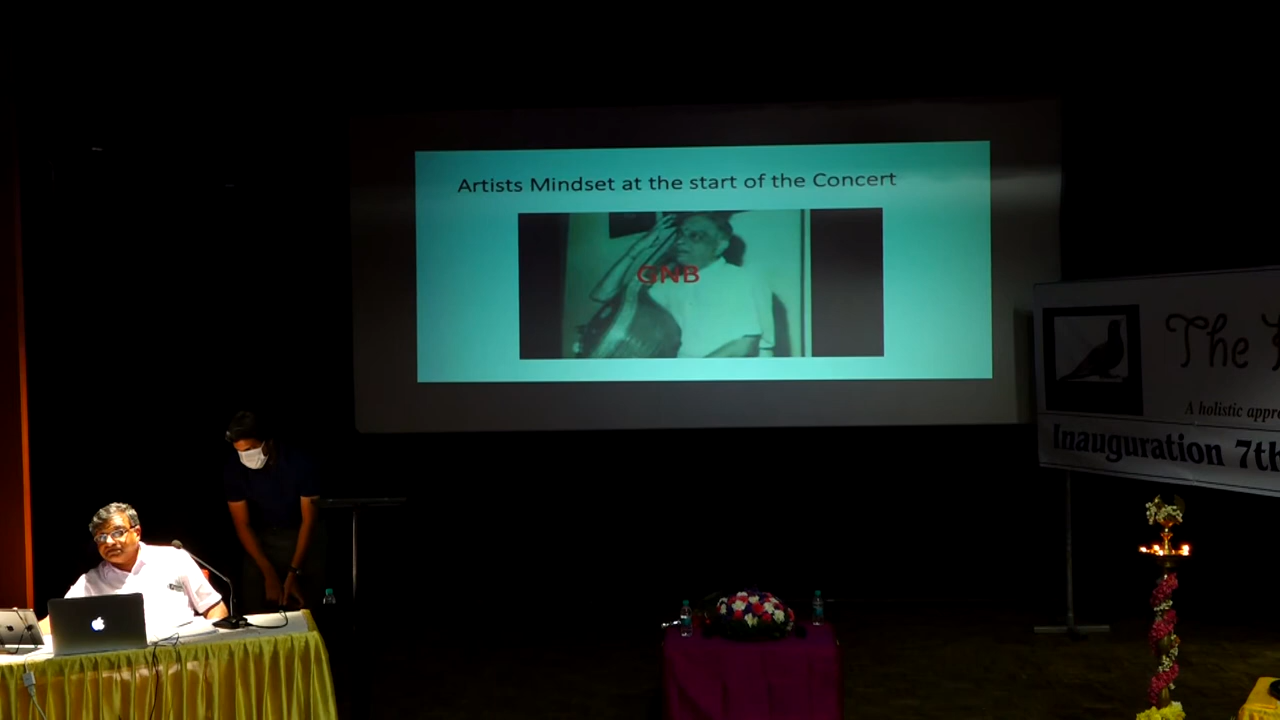 Artists Mindset at the start of the Concert
GNB
The
A holistic appro
Inauguration 7th